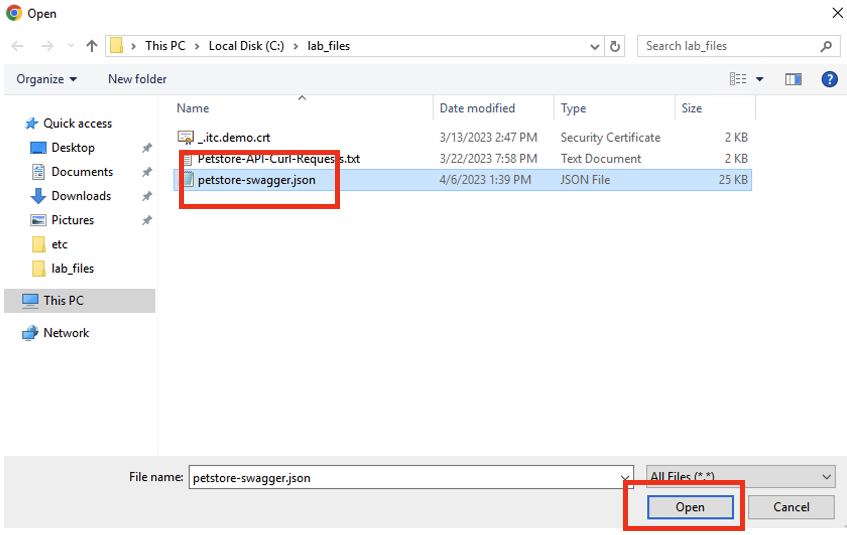 Open
This PC > Local Disk (C:) > lab_files
Search lab_files
Organize
New folder
Name
Date modified
Type
Size
Quick access
Desktop
Documents
Downloads
Pictures
etc
lab_files
This PC
Network
_.itc.demo.crt 3/13/2023 2:47 PM Security Certificate 2 KB
Petstore-API-Curl-Requests.txt 3/22/2023 7:58 PM Text Document 2 KB
petstore-swagger.json 4/6/2023 1:39 PM JSON File 25 KB
File name: petstore-swagger.json
All Files (*.*)
Open
Cancel